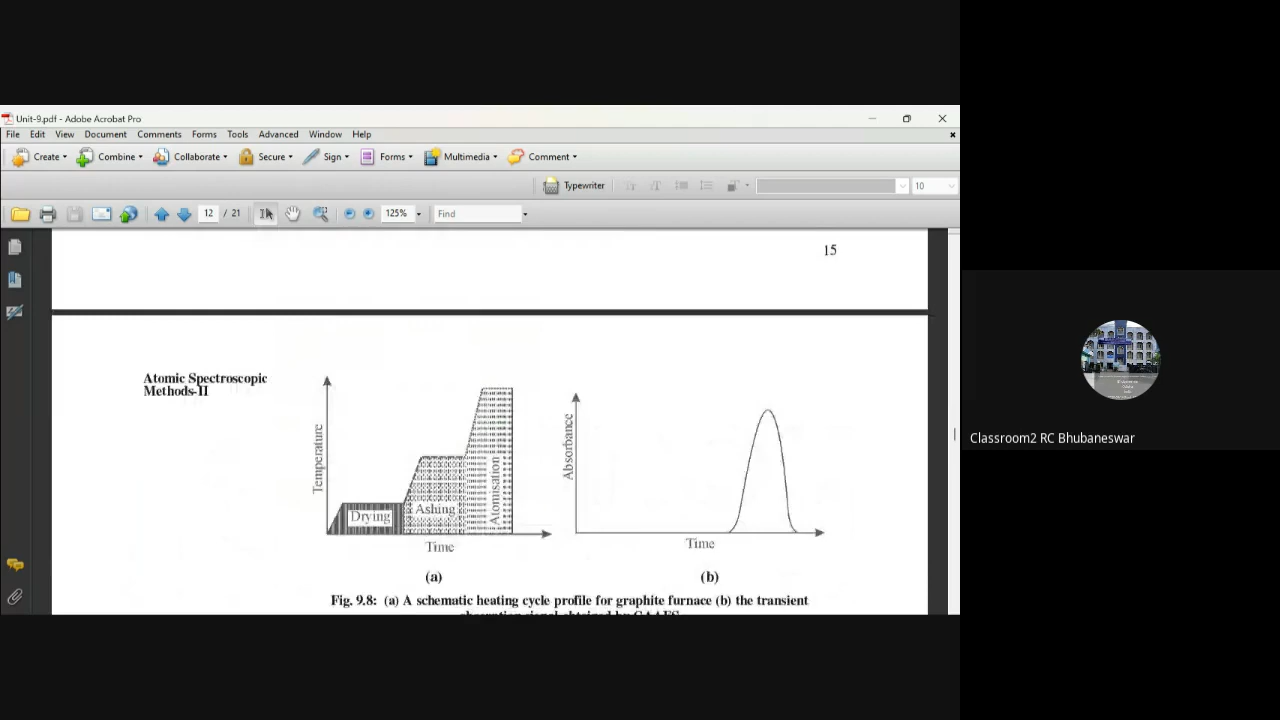 Unit-9.pdf - Adobe Acrobat Pro
File Edit View Document Comments Forms Tools Advanced Window Help
Create Combine Collaborate Secure Sign Forms Multimedia Comment
Typewriter 10
12 / 21 125% Find
15
Atomic Spectroscopic
Methods-II
Temperature
Drying
Ashing
Atomisation
Time
(a)
Absorbance
Time
(b)
Fig. 9.8: (a) A schematic heating cycle profile for graphite furnace (b) the transient
Classroom2 RC Bhubaneswar